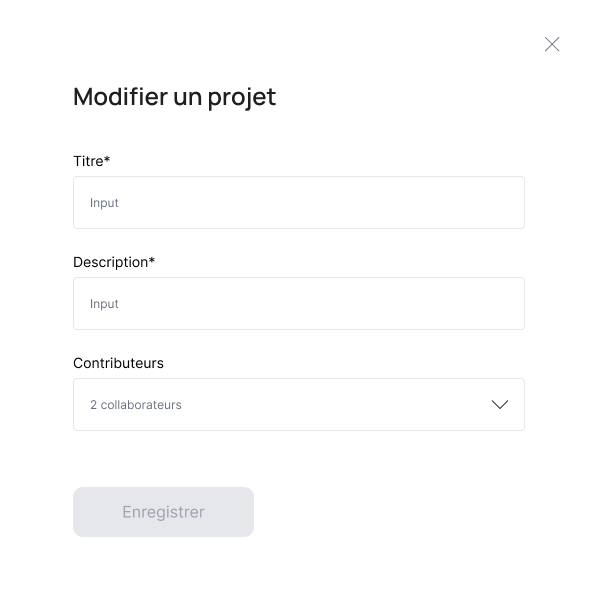 Modifier un projet
Titre*
Input
Description*
Input
Contributeurs
2 collaborateurs
Enregistrer